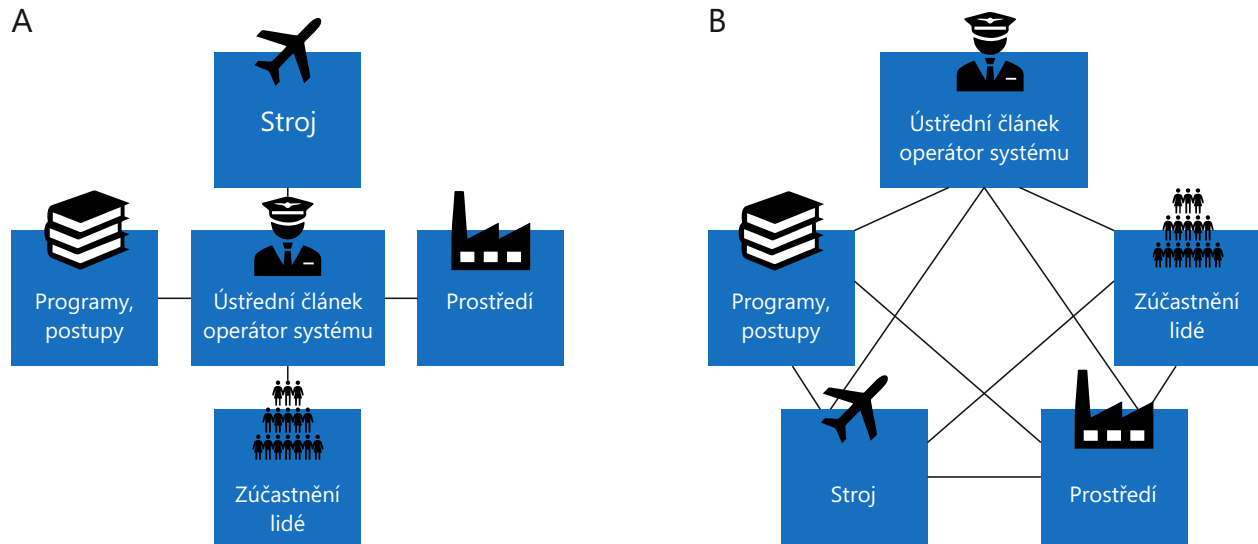 A
Stroj
Programy,
postupy
Ústřední článek
operátor systému
Prostředí
Zúčastnění
lidé
B
Ústřední článek
operátor systému
Programy,
postupy
Zúčastnění
lidé
Stroj
Prostředí